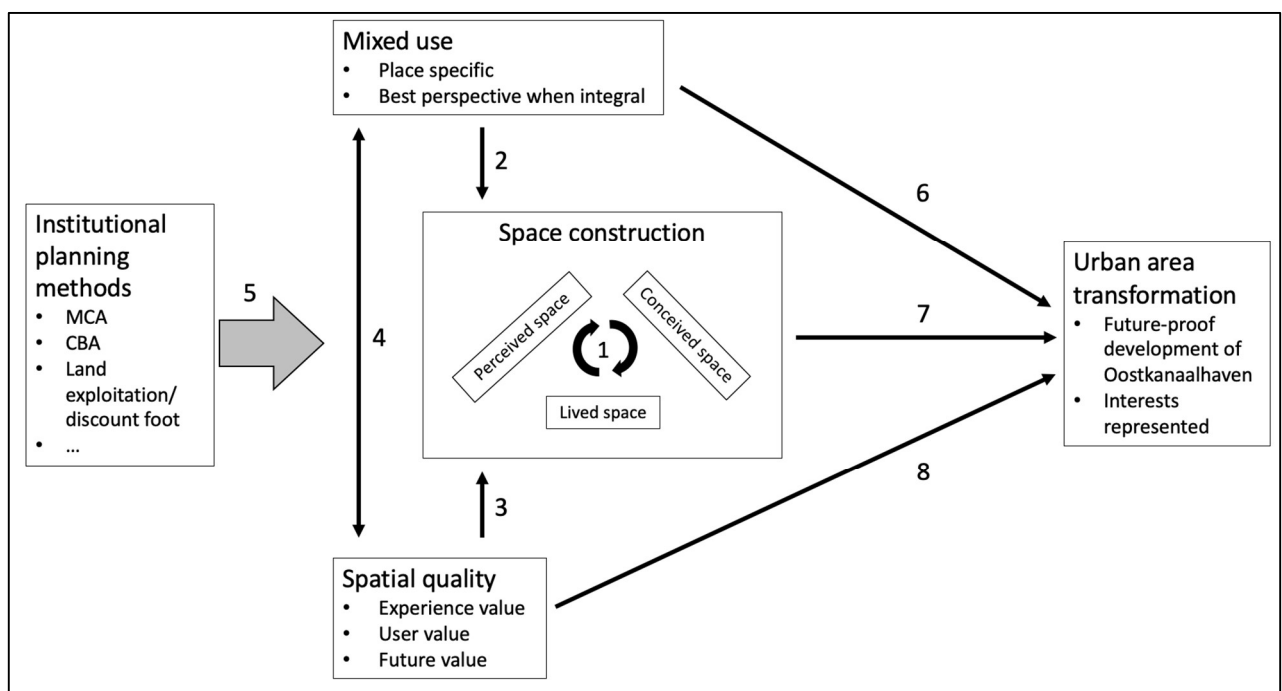 Mixed use
• Place specific
• Best perspective when integral
2
6
Institutional
planning
methods
• MCA
• CBA
• Land
exploitation/
discount foot
• ...
5
4
Space construction
Perceived space
Conceived space
1
Lived space
7
Urban area
transformation
• Future-proof
development of
Oostkanaalhaven
• Interests
represented
3
8
Spatial quality
• Experience value
• User value
• Future value